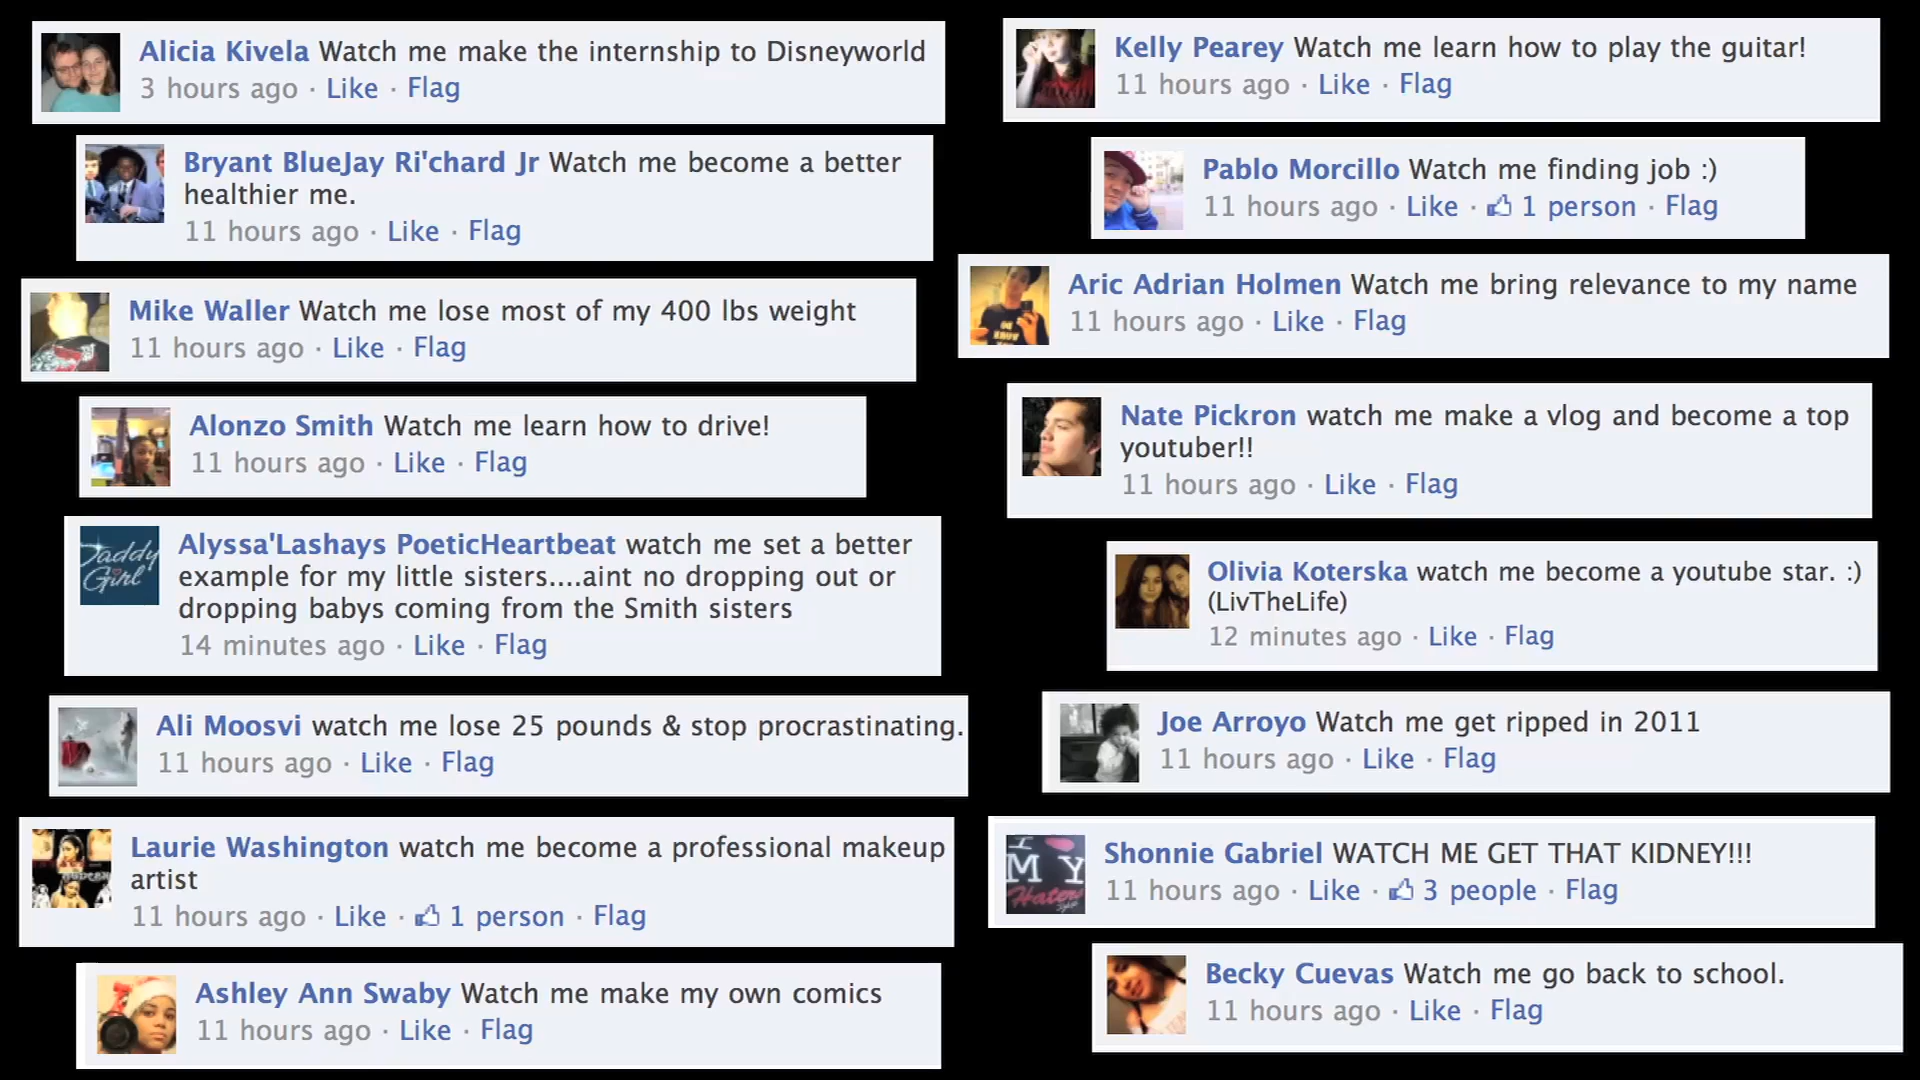 Alicia Kivela Watch me make the internship to Disneyworld
3 hours ago · Like · Flag
Bryant BlueJay Ri'chard Jr Watch me become a better
healthier me.
11 hours ago · Like · Flag
Mike Waller Watch me lose most of my 400 lbs weight
11 hours ago · Like · Flag
Alonzo Smith Watch me learn how to drive!
11 hours ago · Like · Flag
Daddy
Girl
Alyssa'Lashays PoeticHeartbeat watch me set a better
example for my little sisters....aint no dropping out or
dropping babys coming from the Smith sisters
14 minutes ago · Like · Flag
Ali Moosvi watch me lose 25 pounds & stop procrastinating.
11 hours ago · Like · Flag
Laurie Washington watch me become a professional makeup
artist
11 hours ago · Like · 1 person · Flag
Ashley Ann Swaby Watch me make my own comics
11 hours ago · Like · Flag
Kelly Pearey Watch me learn how to play the guitar!
11 hours ago · Like · Flag
Pablo Morcillo Watch me finding job :)
11 hours ago · Like · 1 person · Flag
Aric Adrian Holmen Watch me bring relevance to my name
11 hours ago · Like · Flag
Nate Pickron watch me make a vlog and become a top
youtuber!!
11 hours ago · Like · Flag
Olivia Koterska watch me become a youtube star. :)
(LivTheLife)
12 minutes ago · Like · Flag
Joe Arroyo Watch me get ripped in 2011
11 hours ago · Like · Flag
I
MY
Haters
Shonnie Gabriel WATCH ME GET THAT KIDNEY!!!
11 hours ago · Like · 3 people · Flag
Becky Cuevas Watch me go back to school.
11 hours ago · Like · Flag